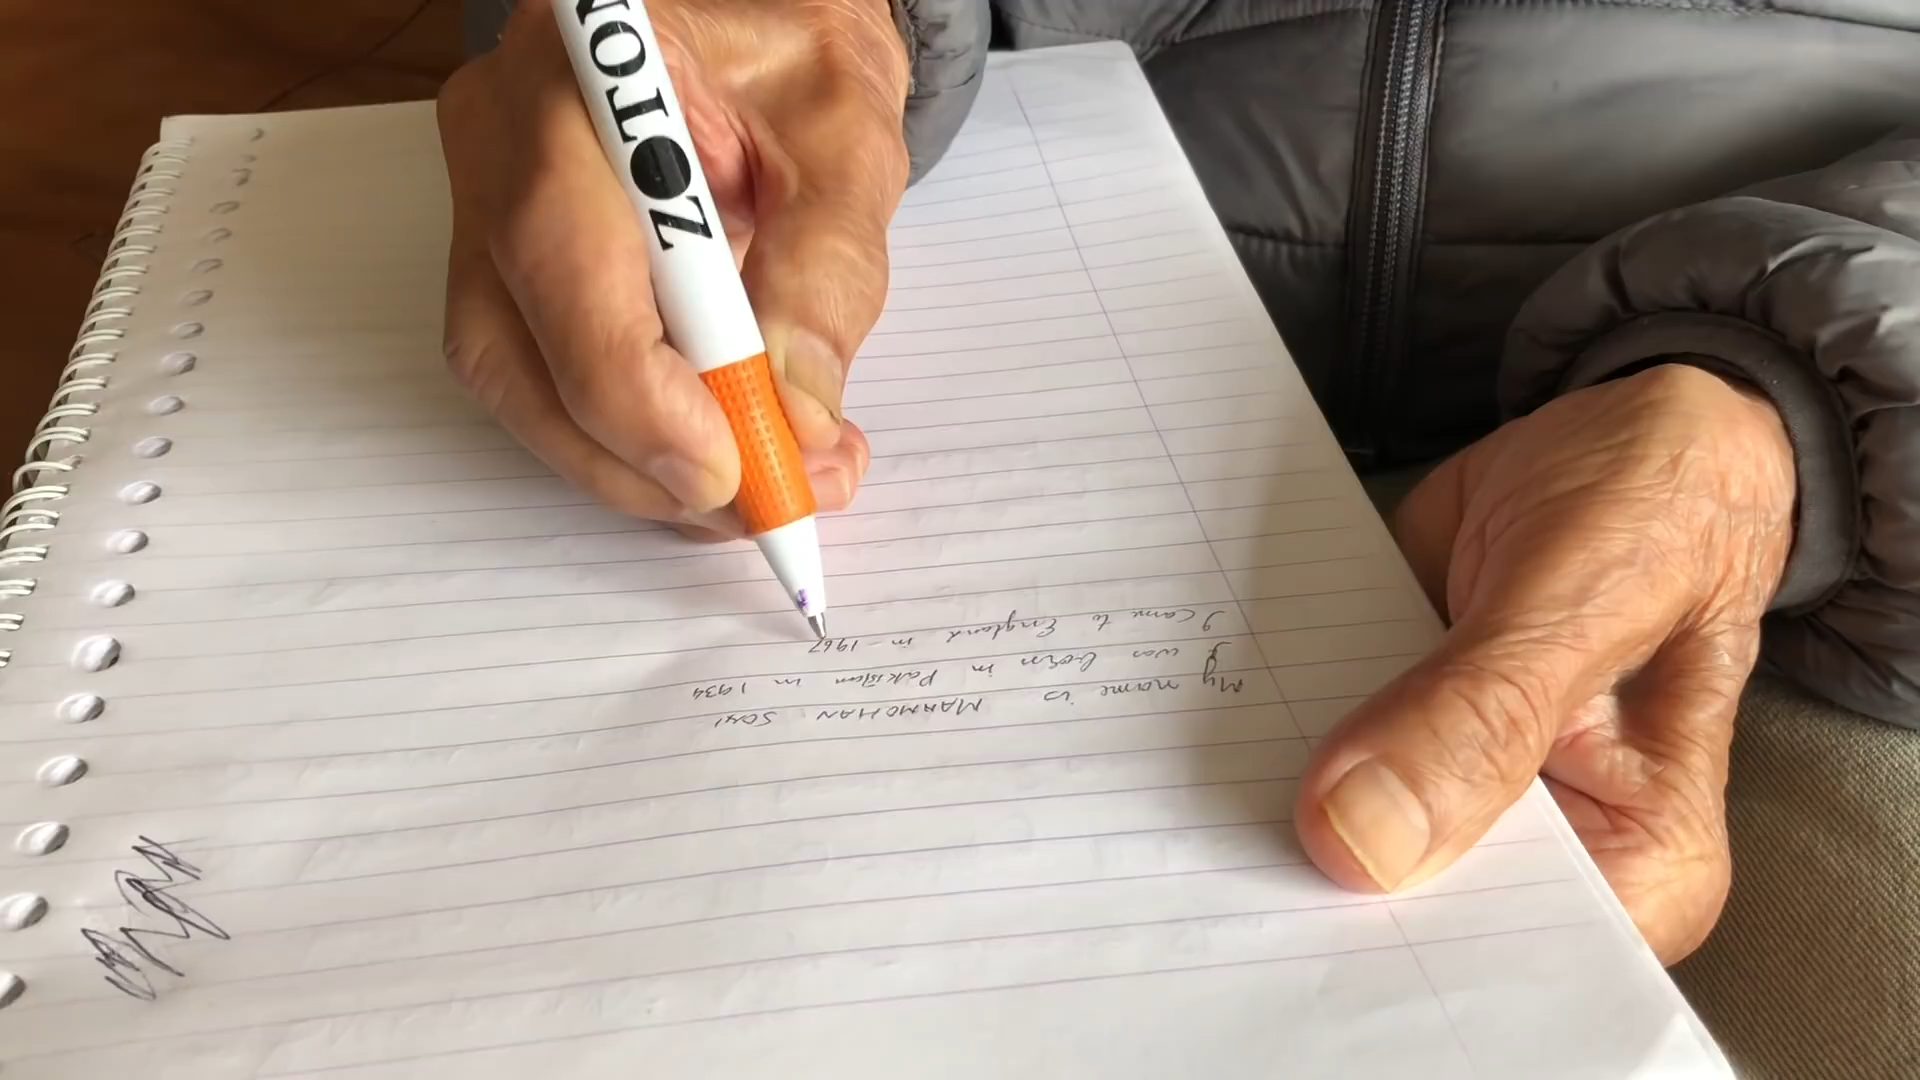 My name is MANMOHAN SONI
I was born in Pakistan in 1934
I came to England in - 1967
ZOTON